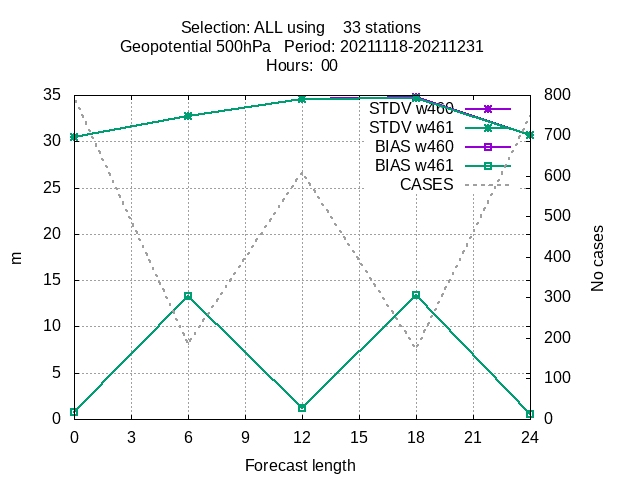 Selection: ALL using    33 stations
Geopotential 500hPa   Period: 20211118-20211231
Hours:  00
STDV w460
STDV w461
BIAS w460
BIAS w461
CASES
35
30
25
20
15
10
5
0
m
800
700
600
500
400
300
200
100
0
No cases
0 3 6 9 12 15 18 21 24
Forecast length